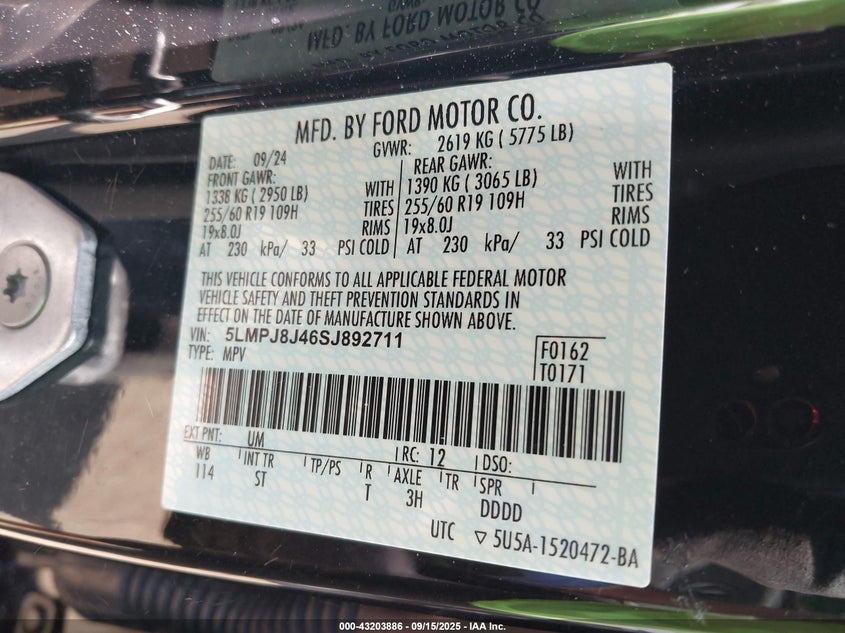 MFD. BY FORD MOTOR CO.
DATE: 09/24 GVWR: 2619 KG ( 5775 LB)
FRONT GAWR: REAR GAWR:
1338 KG ( 2950 LB) WITH 1390 KG ( 3065 LB) WITH
255/60 R19 109H TIRES 255/60 R19 109H TIRES
19x8.0J RIMS 19x8.0J RIMS
AT 230 kPa/ 33 PSI COLD AT 230 kPa/ 33 PSI COLD
THIS VEHICLE CONFORMS TO ALL APPLICABLE FEDERAL MOTOR
VEHICLE SAFETY AND THEFT PREVENTION STANDARDS IN
EFFECT ON THE DATE OF MANUFACTURE SHOWN ABOVE.
VIN: 5LMPJ8J46SJ892711
TYPE: MPV
F0162
T0171
EXT PNT: UM RC: 12 DSO:
WB INT TR TP/PS R AXLE TR SPR
114 ST T 3H DDDD
UTC ▽ 5U5A-1520472-BA
000-43203886 - 09/15/2025 - IAA Inc.